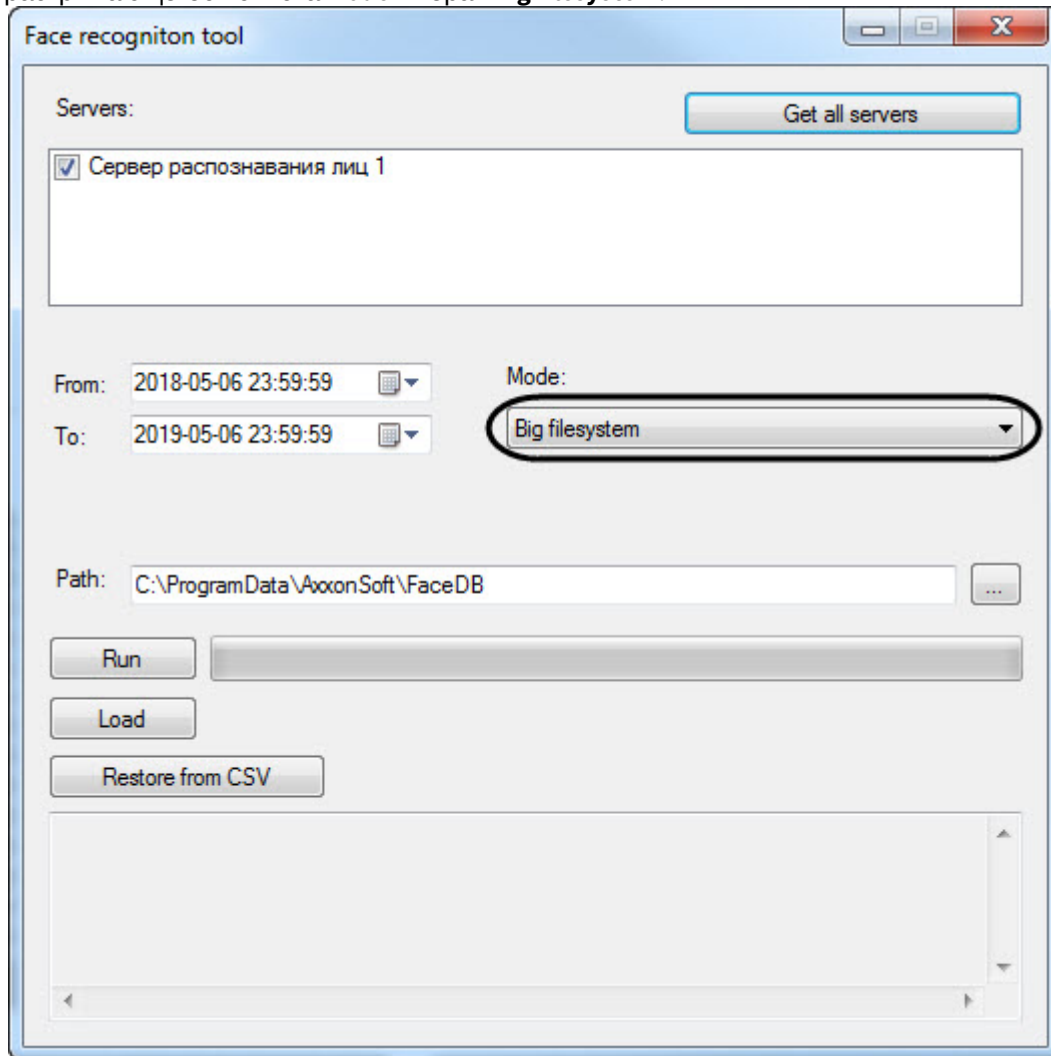 Face recogniton tool
Servers:
Get all servers
Сервер распознавания лиц 1
From:
2018-05-06 23:59:59
Mode:
To:
2019-05-06 23:59:59
Big filesystem
Path:
C:\ProgramData\AxxonSoft\FaceDB
...
Run
Load
Restore from CSV